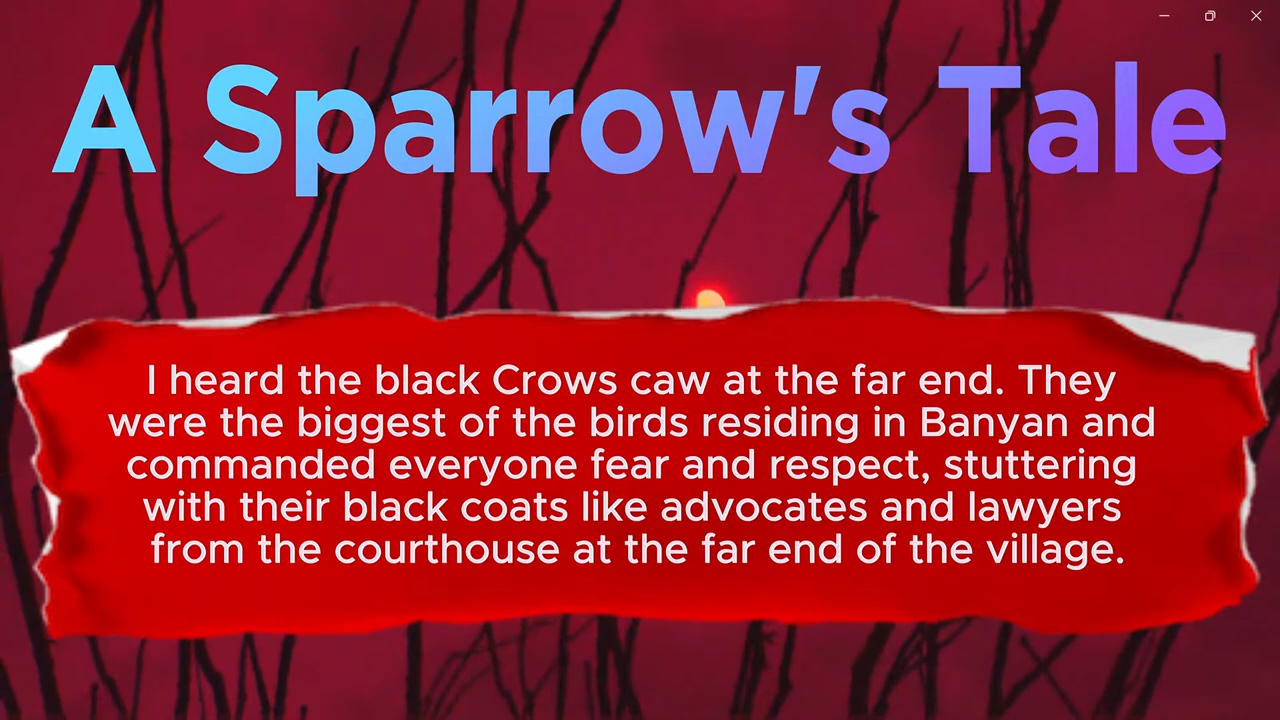 A Sparrow's Tale
I heard the black Crows caw at the far end. They
were the biggest of the birds residing in Banyan and
commanded everyone fear and respect, stuttering
with their black coats like advocates and lawyers
from the courthouse at the far end of the village.